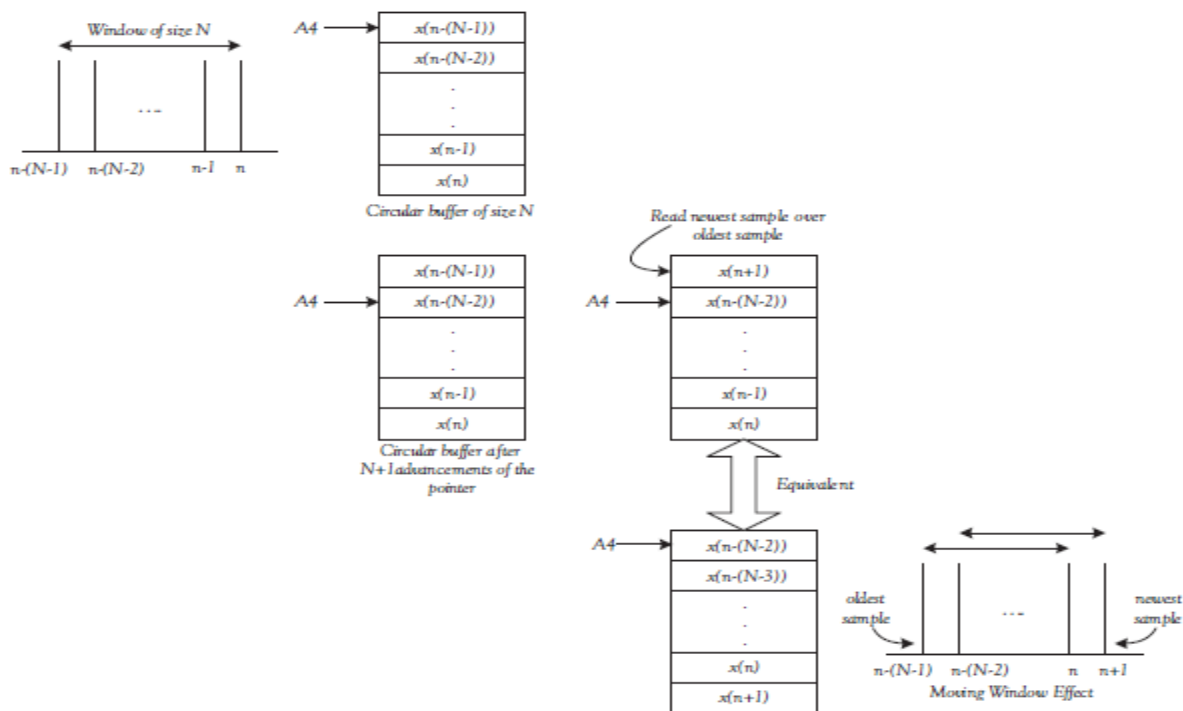 Window of size N
...
n-(N-1) n-(N-2) n-1 n
A4
x(n-(N-1))
x(n-(N-2))
.
.
.
x(n-1)
x(n)
Circular buffer of size N
A4
x(n-(N-1))
x(n-(N-2))
.
.
.
x(n-1)
x(n)
Circular buffer after
N+1advancements of the
pointer
Read newest sample over
oldest sample
A4
x(n+1)
x(n-(N-2))
.
.
.
x(n-1)
x(n)
Equivalent
A4
x(n-(N-2))
x(n-(N-3))
.
.
.
x(n)
x(n+1)
oldest
sample
...
newest
sample
n-(N-1) n-(N-2) n n+1
Moving Window Effect